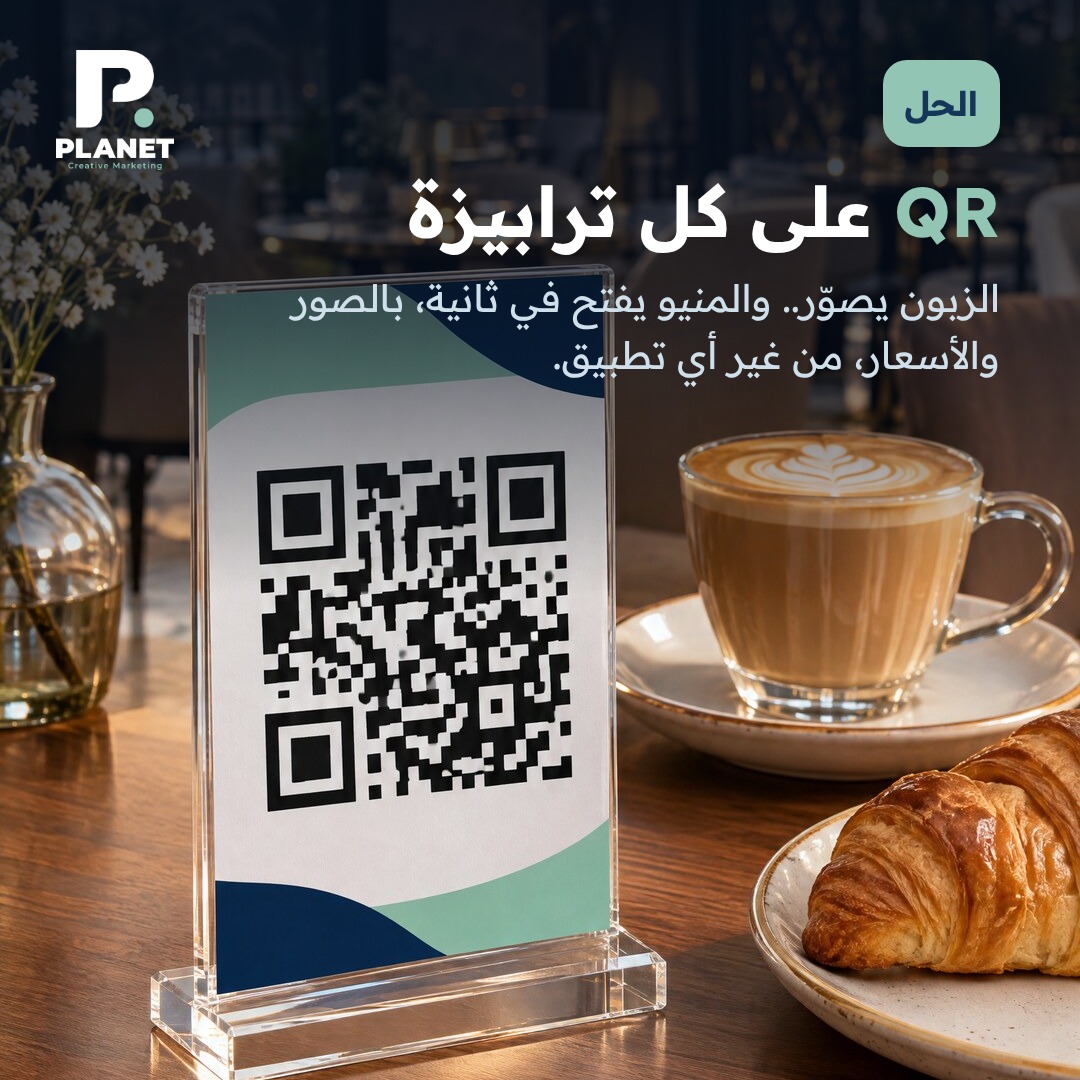 PLANET
Creative Marketing
الحل
QR على كل ترابيزة
الزبون يصوّر.. والمنيو يفتح في ثانية، بالصور
والأسعار، من غير أي تطبيق.